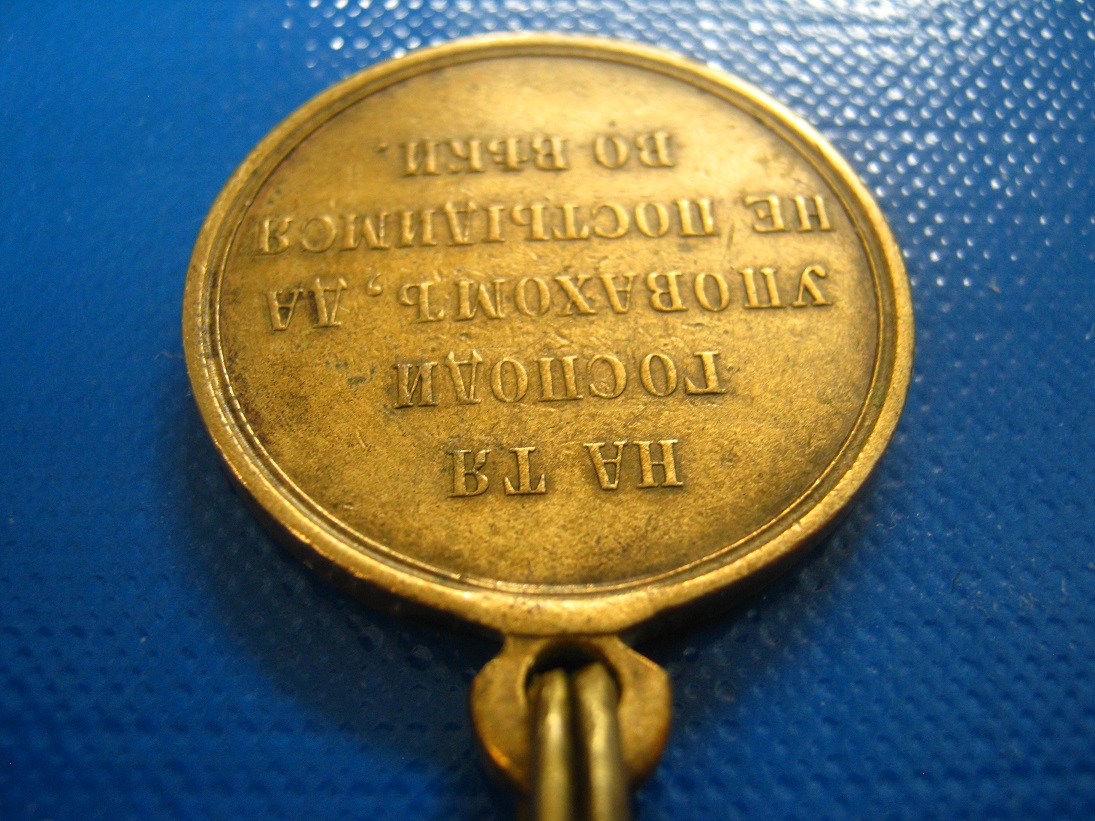 НА ТЯ
ГОСПОДИ
УПОВАХОМЪ, ДА
НЕ ПОСТЫДИМСЯ
ВО ВѢКИ.